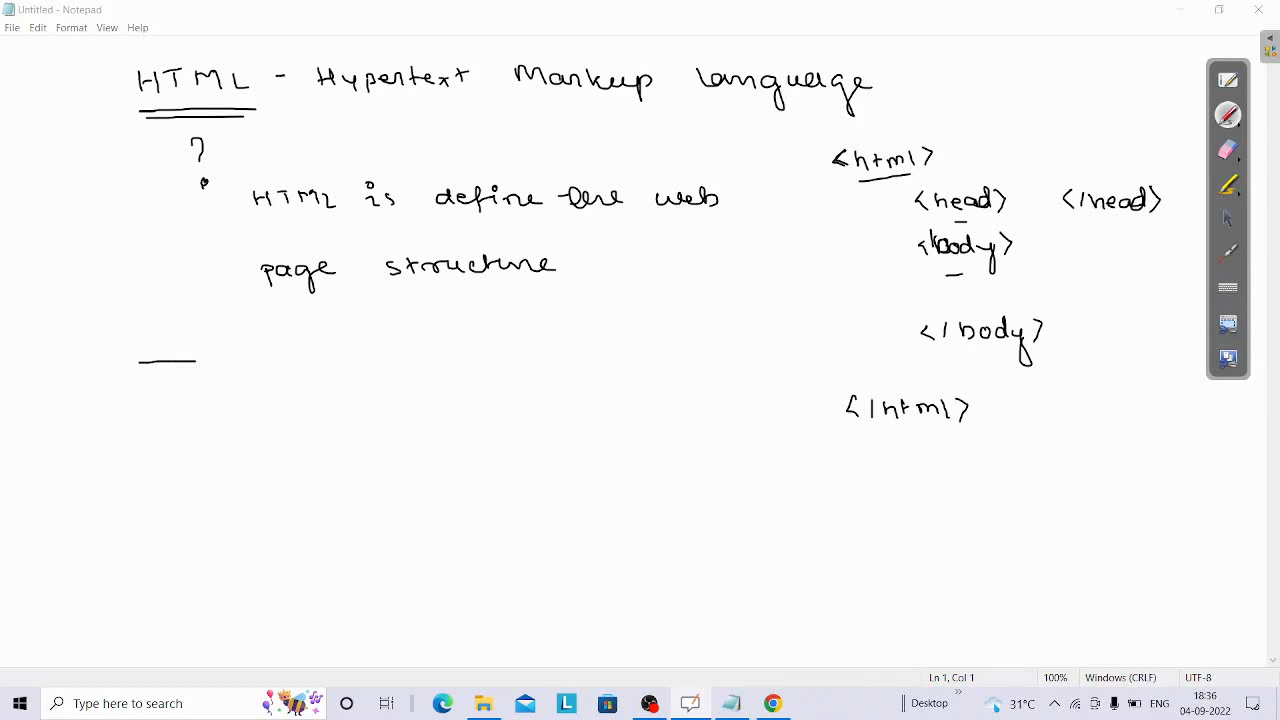 Untitled - Notepad
File Edit Format View Help
HTML - Hypertext Markup Language
?
HTML is define the web
page structure
<html>
<head> </head>
<body>
</body>
</html>
Ln 1, Col 1 100% Windows (CRLF) UTF-8
Type here to search
L
Desktop
31°C
ENG
18:36
04-09-2022